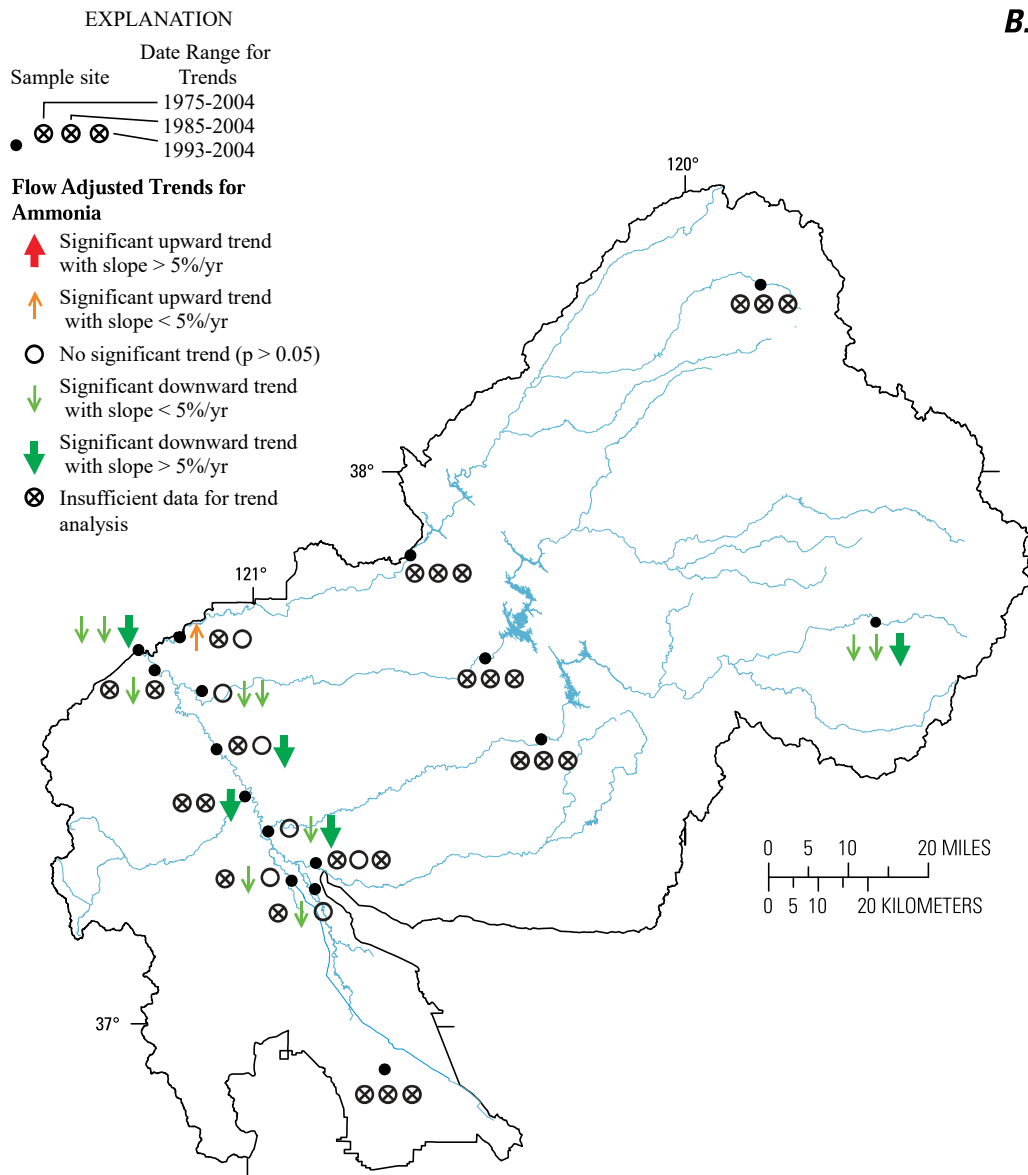 EXPLANATION
B.
Date Range for
Sample site Trends
1975-2004
1985-2004
1993-2004
Flow Adjusted Trends for
Ammonia
Significant upward trend
with slope > 5%/yr
Significant upward trend
with slope < 5%/yr
No significant trend (p > 0.05)
Significant downward trend
with slope < 5%/yr
Significant downward trend
with slope > 5%/yr
Insufficient data for trend
analysis
120°
38°
121°
0 5 10 20 MILES
0 5 10 20 KILOMETERS
37°